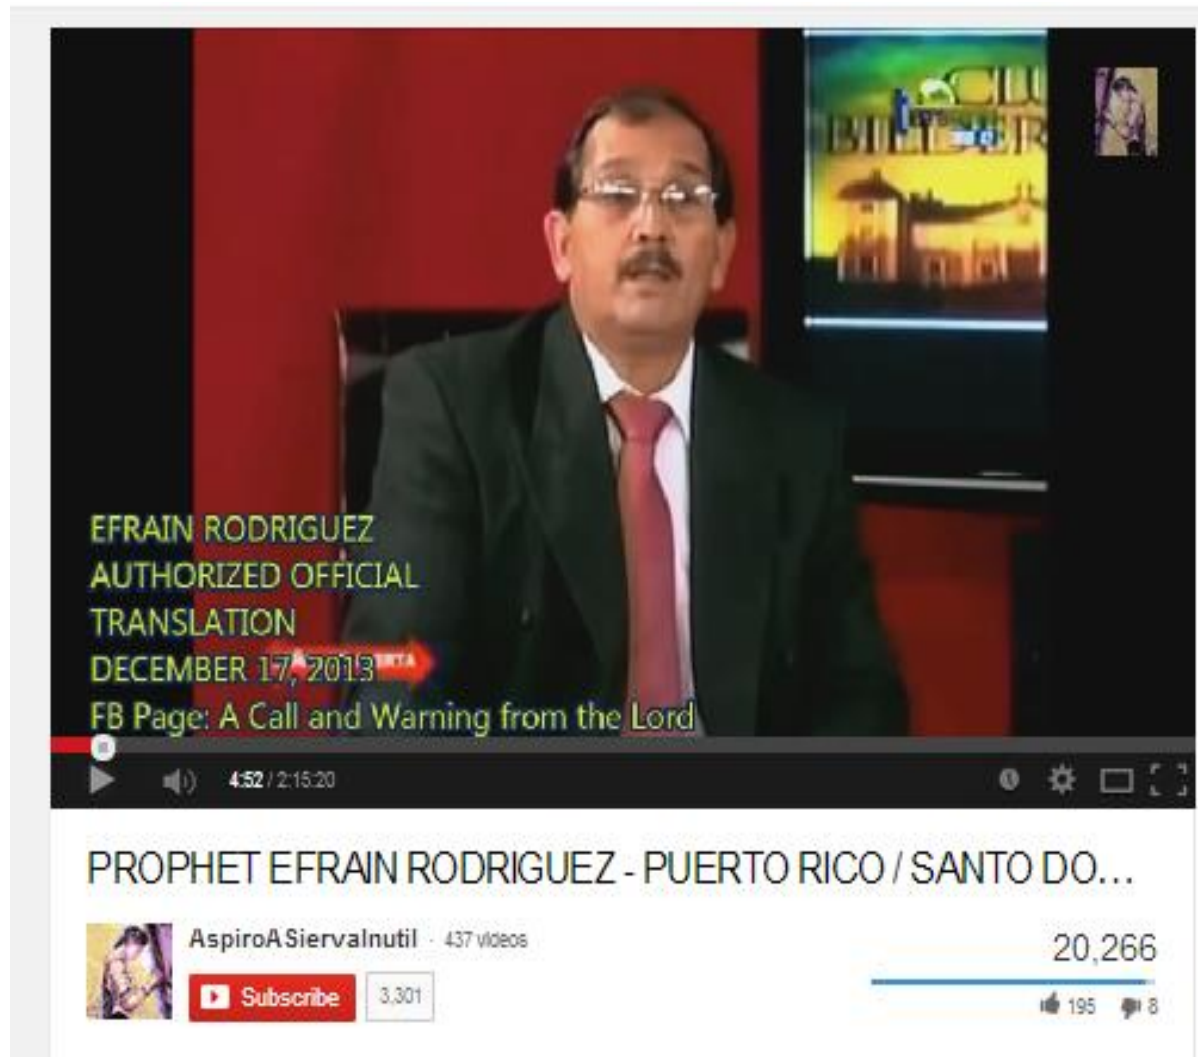 CLU
BILDER
EFRAIN RODRIGUEZ
AUTHORIZED OFFICIAL
TRANSLATION
DECEMBER 17, 2013
FB Page: A Call and Warning from the Lord
4:52 / 2:15:20
PROPHET EFRAIN RODRIGUEZ - PUERTO RICO / SANTO DO...
AspiroASiervaInutil · 437 videos
20,266
Subscribe 3,301
195 8